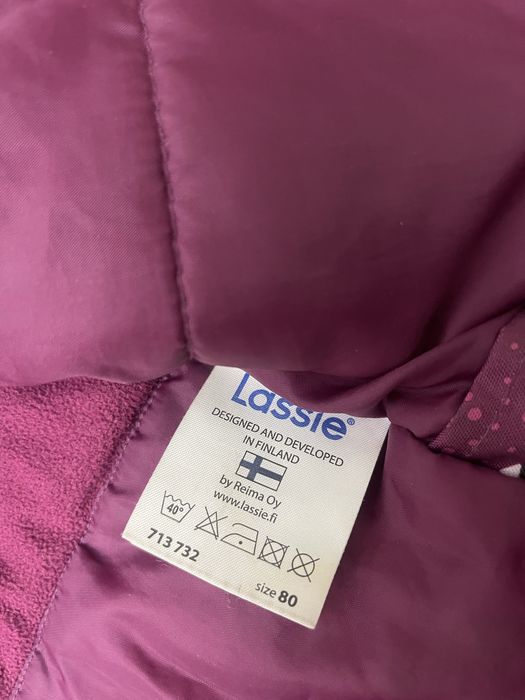 Lassie®
DESIGNED AND DEVELOPED
IN FINLAND
by Reima Oy
www.lassie.fi
40°
713 732
size 80